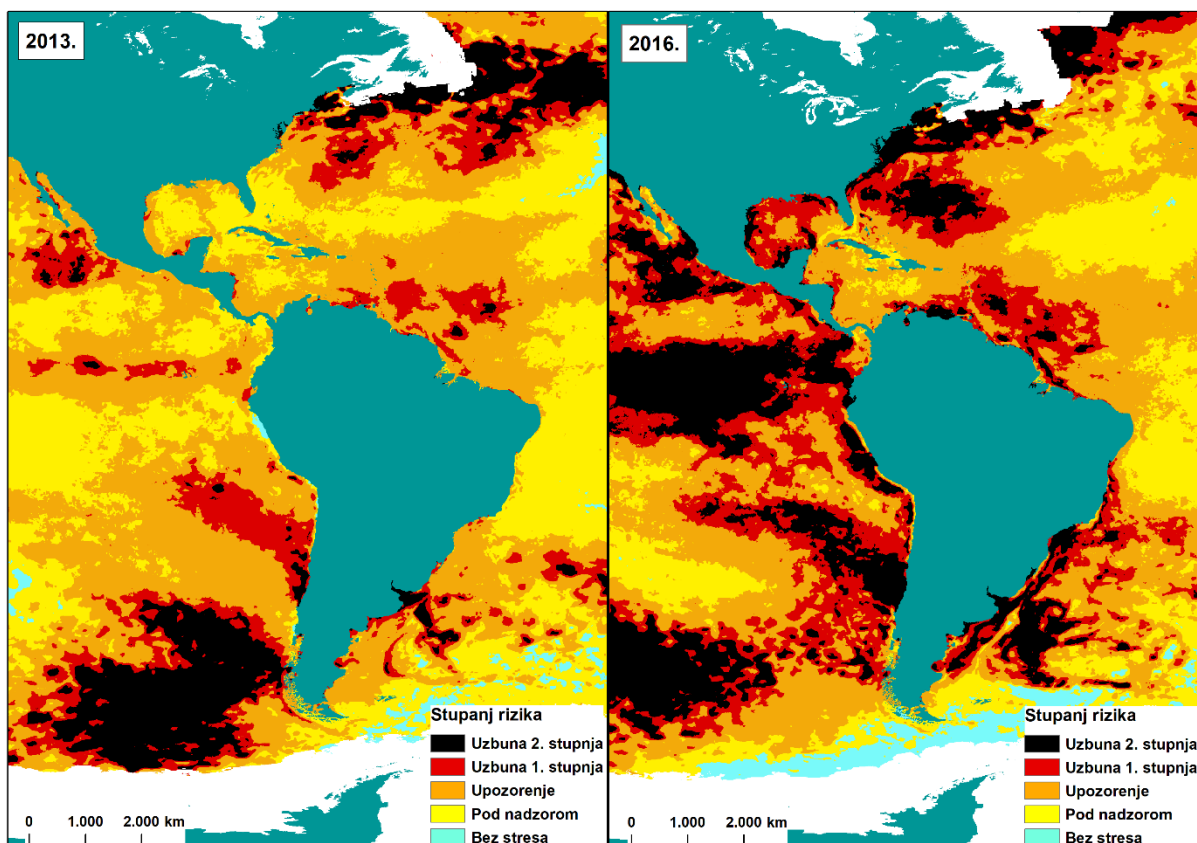 2013.
Stupanj rizika
Uzbuna 2. stupnja
Uzbuna 1. stupnja
Upozorenje
Pod nadzorom
Bez stresa
0 1.000 2.000 km
2016.
Stupanj rizika
Uzbuna 2. stupnja
Uzbuna 1. stupnja
Upozorenje
Pod nadzorom
Bez stresa
0 1.000 2.000 km